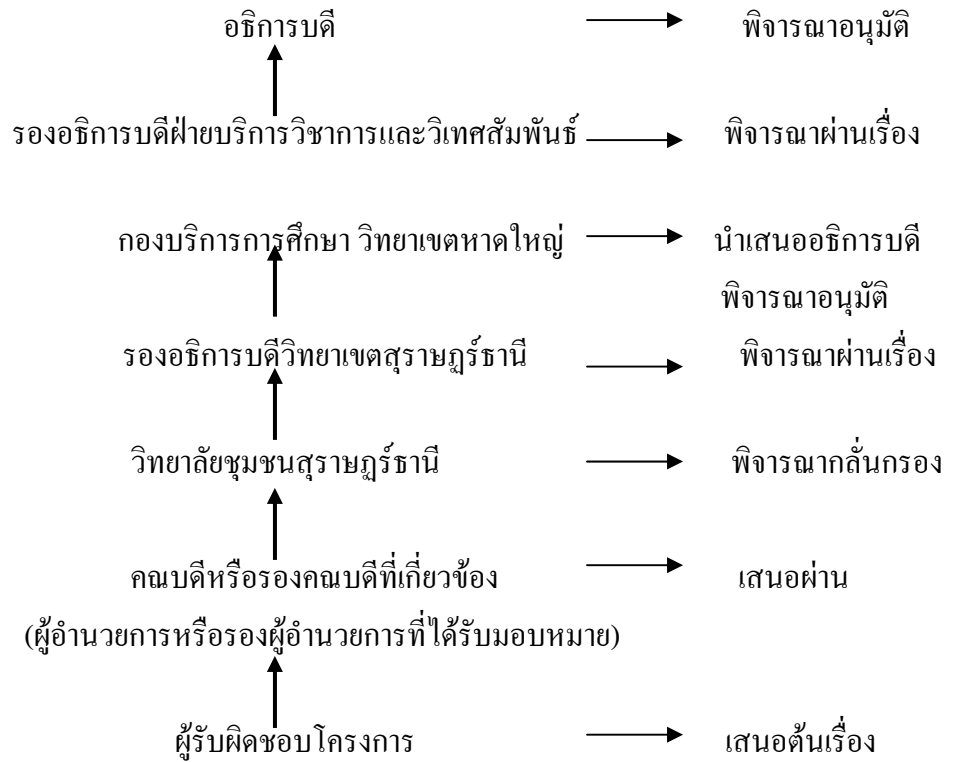 อธิการบดี พิจารณาอนุมัติ
รองอธิการบดีฝ่ายบริการวิชาการและวิเทศสัมพันธ์ พิจารณาผ่านเรื่อง
กองบริการการศึกษา วิทยาเขตหาดใหญ่ นำเสนออธิการบดี
พิจารณาอนุมัติ
รองอธิการบดีวิทยาเขตสุราษฎร์ธานี พิจารณาผ่านเรื่อง
วิทยาลัยชุมชนสุราษฎร์ธานี พิจารณากลั่นกรอง
คณบดีหรือรองคณบดีที่เกี่ยวข้อง เสนอผ่าน
(ผู้อำนวยการหรือรองผู้อำนวยการที่ได้รับมอบหมาย)
ผู้รับผิดชอบโครงการ เสนอต้นเรื่อง